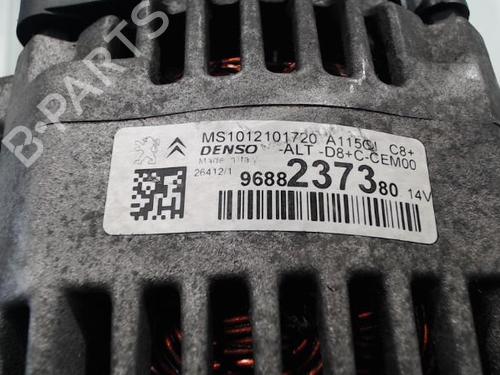 B-PARTS
MS1012101720 A115CI C8+
DENSO -ALT -D8+C-CEM00
Made in Italy
26412/1
9688237380 14V